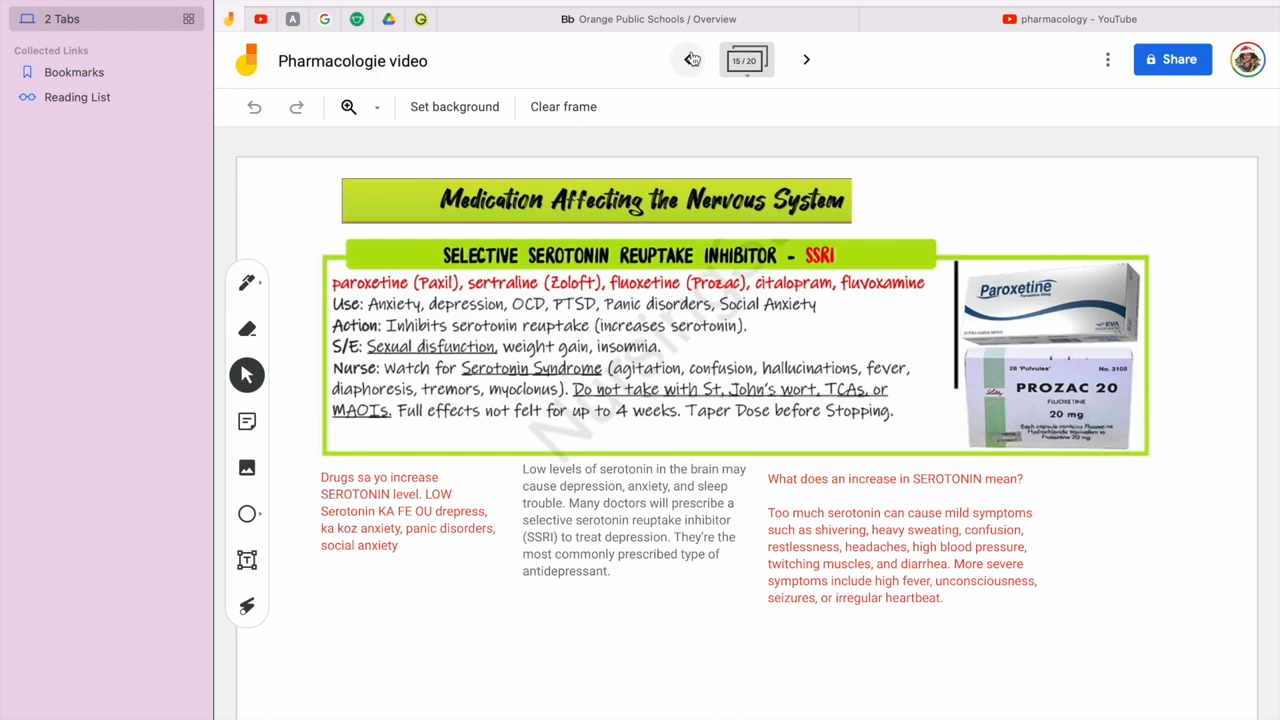 2 Tabs
Collected Links
Bookmarks
Reading List
Bb Orange Public Schools / Overview
pharmacology - YouTube
Pharmacologie video
15 / 20
Share
Set background
Clear frame
Medication Affecting the Nervous System
SELECTIVE SEROTONIN REUPTAKE INHIBITOR - SSRI
paroxetine (Paxil), sertraline (Zoloft), fluoxetine (Prozac), citalopram, fluvoxamine
Use: Anxiety, depression, OCD, PTSD, Panic disorders, Social Anxiety
Action: Inhibits serotonin reuptake (increases serotonin).
S/E: Sexual disfunction, weight gain, insomnia.
Nurse: Watch for Serotonin Syndrome (agitation, confusion, hallucinations, fever,
diaphoresis, tremors, myoclonus). Do not take with St, John's wort, TCAs, or
MAOIs. Full effects not felt for up to 4 weeks. Taper Dose before Stopping.
Paroxetine
EVA
28 'Pulvules' No. 3105
PROZAC 20
FLUOXETINE
20 mg
Lilly
Drugs sa yo increase
SEROTONIN level. LOW
Serotonin KA FE OU drepress,
ka koz anxiety, panic disorders,
social anxiety
Low levels of serotonin in the brain may
cause depression, anxiety, and sleep
trouble. Many doctors will prescribe a
selective serotonin reuptake inhibitor
(SSRI) to treat depression. They're the
most commonly prescribed type of
antidepressant.
What does an increase in SEROTONIN mean?
Too much serotonin can cause mild symptoms
such as shivering, heavy sweating, confusion,
restlessness, headaches, high blood pressure,
twitching muscles, and diarrhea. More severe
symptoms include high fever, unconsciousness,
seizures, or irregular heartbeat.